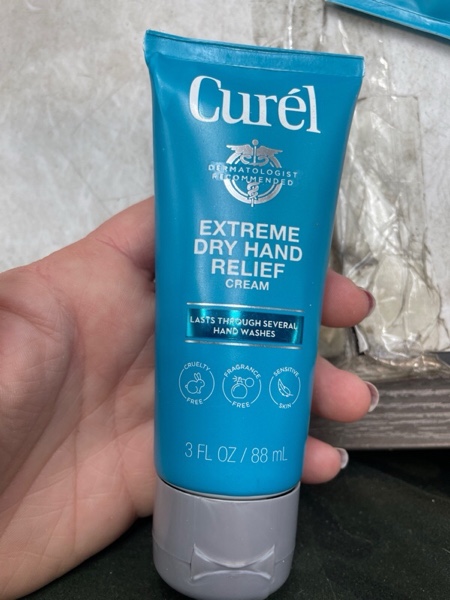 Curél
DERMATOLOGIST
RECOMMENDED
EXTREME
DRY HAND
RELIEF
CREAM
LASTS THROUGH SEVERAL
HAND WASHES
CRUELTY
FREE
FRAGRANCE
FREE
SENSITIVE
SKIN
3 FL OZ / 88 mL